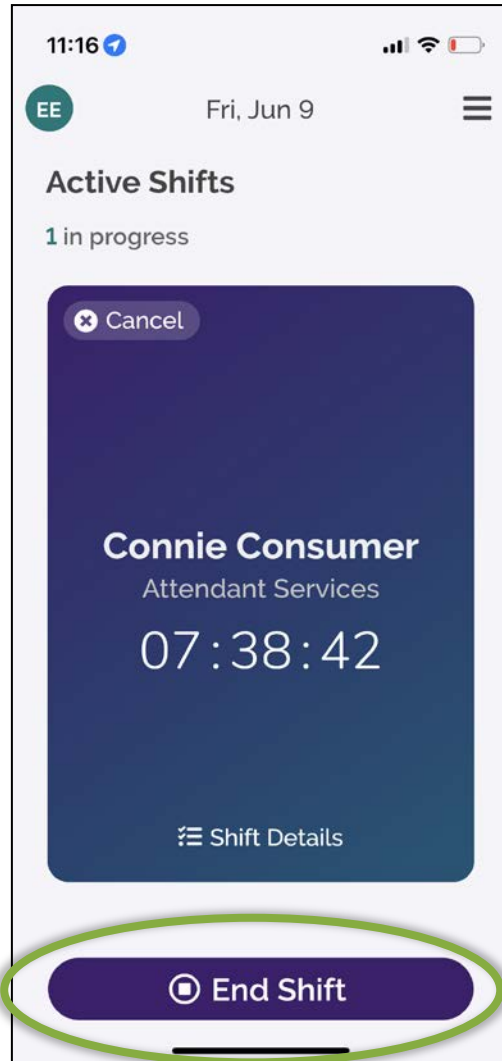 11:16
EE
Fri, Jun 9
Active Shifts
1 in progress
Cancel
Connie Consumer
Attendant Services
07:38:42
Shift Details
End Shift